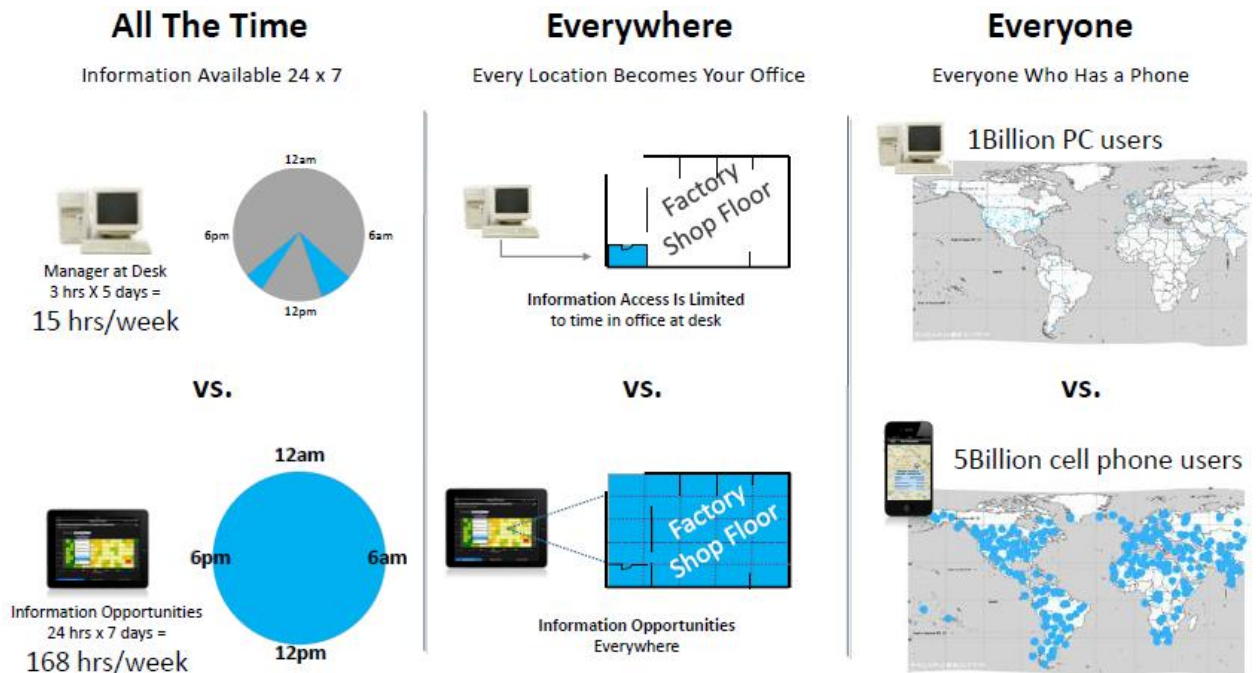 All The Time
Information Available 24 x 7
12am
6pm
6am
12pm
Manager at Desk
3 hrs X 5 days =
15 hrs/week
vs.
12am
6pm
6am
12pm
Information Opportunities
24 hrs x 7 days =
168 hrs/week
Everywhere
Every Location Becomes Your Office
Factory
Shop Floor
Information Access Is Limited
to time in office at desk
vs.
Factory
Shop Floor
Information Opportunities
Everywhere
Everyone
Everyone Who Has a Phone
1Billion PC users
vs.
5Billion cell phone users